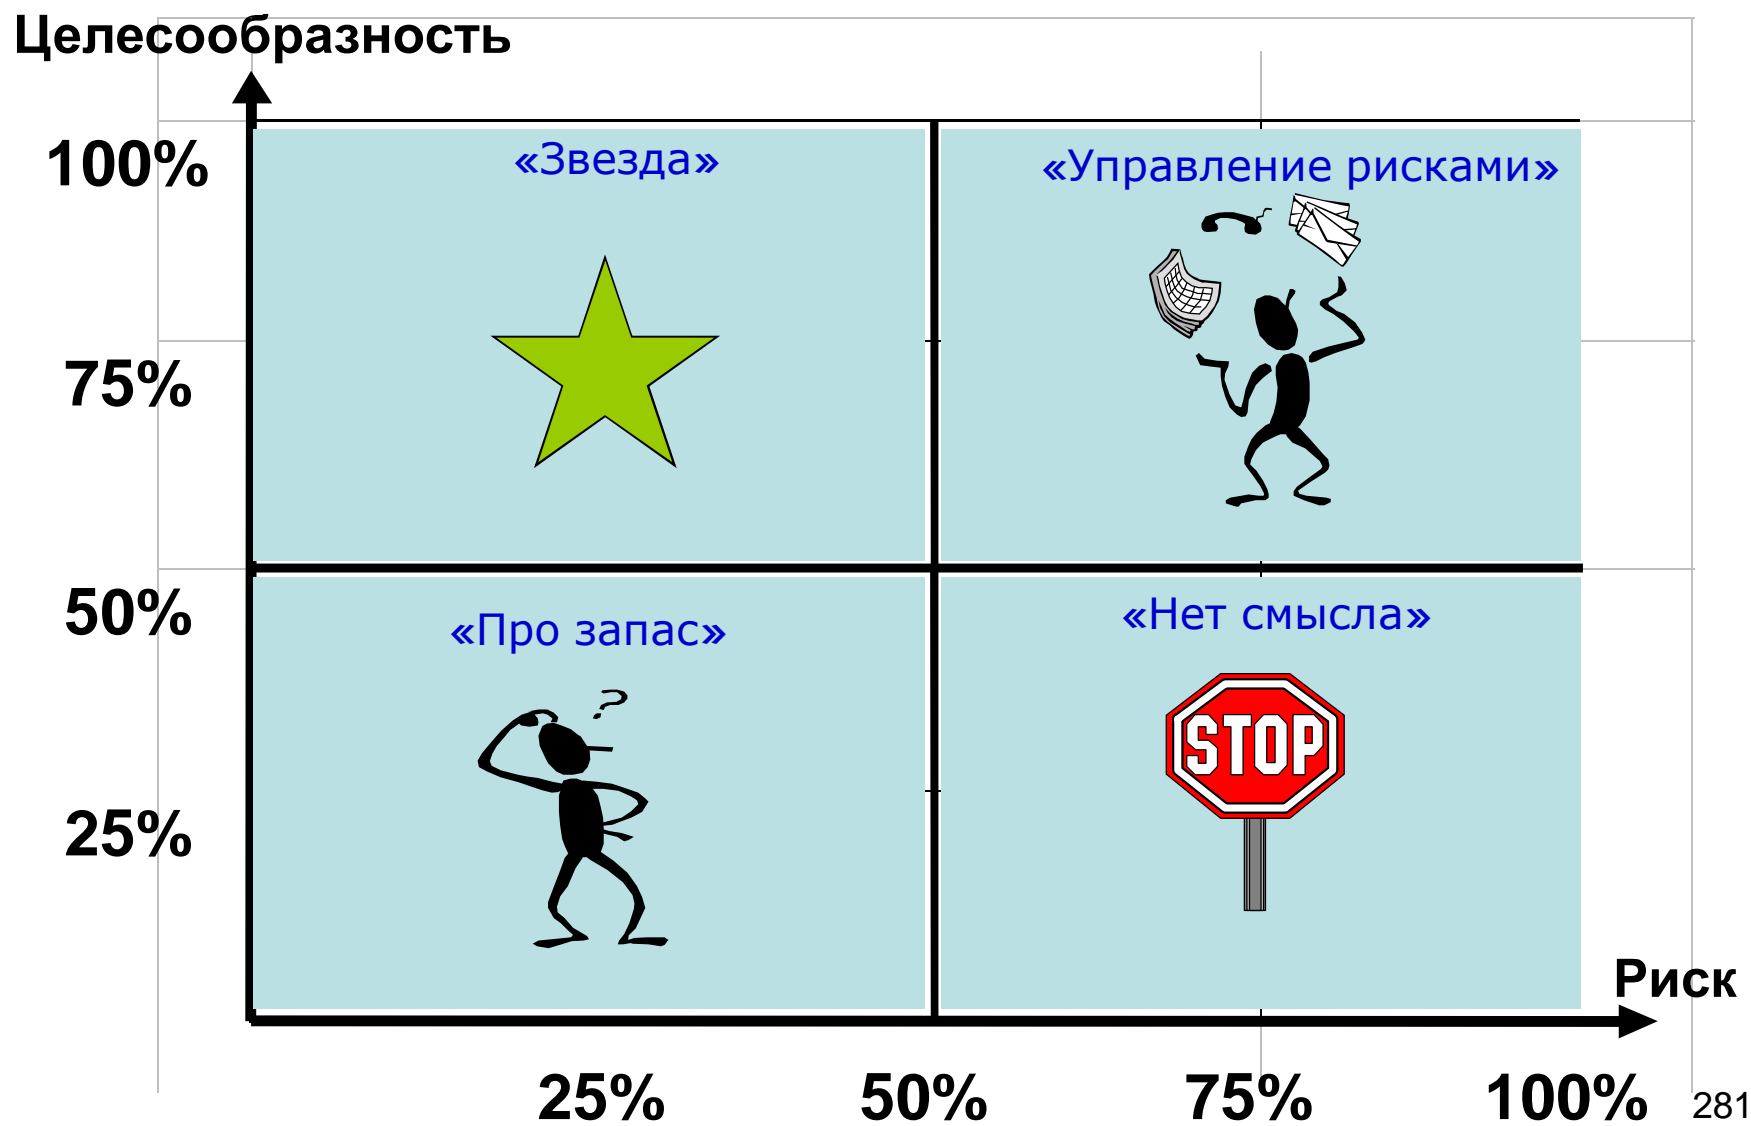 Целесообразность
100%
«Звезда»
«Управление рисками»
75%
50%
«Про запас»
«Нет смысла»
?
STOP
25%
Риск
25%
50%
75%
100%
281